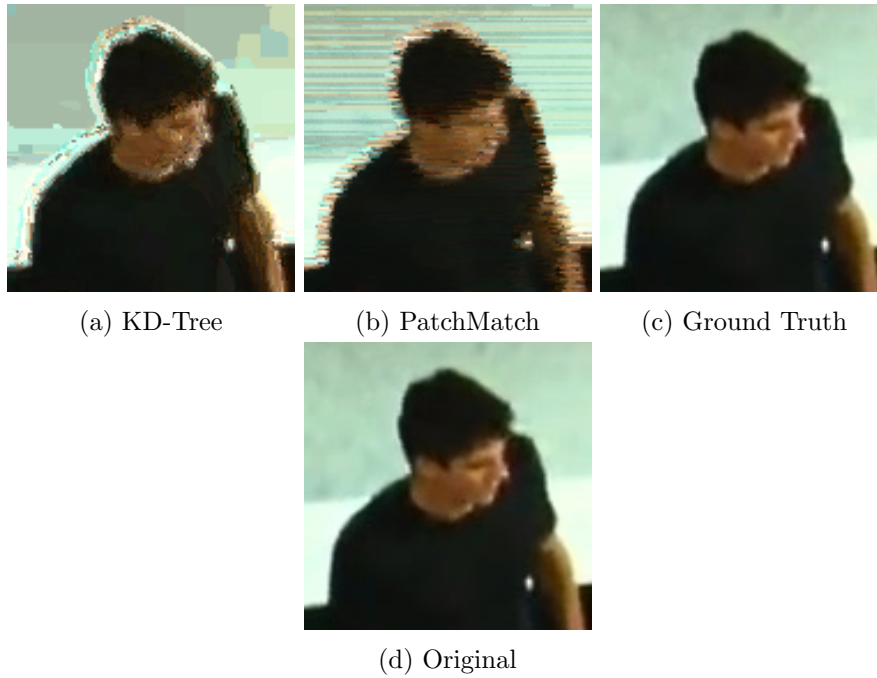 (a) KD-Tree
(b) PatchMatch
(c) Ground Truth
(d) Original